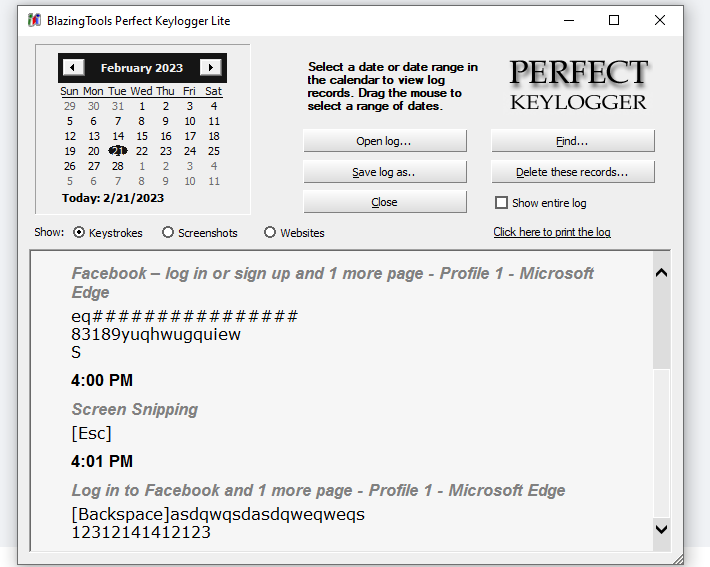 BlazingTools Perfect Keylogger Lite
February 2023
Sun Mon Tue Wed Thu Fri Sat
29 30 31 1 2 3 4
5 6 7 8 9 10 11
12 13 14 15 16 17 18
19 20 21 22 23 24 25
26 27 28 1 2 3 4
5 6 7 8 9 10 11
Today: 2/21/2023
Select a date or date range in
the calendar to view log
records. Drag the mouse to
select a range of dates.
PERFECT
KEYLOGGER
Open log...
Find...
Save log as..
Delete these records...
Close
Show entire log
Show: Keystrokes Screenshots Websites
Click here to print the log
Facebook – log in or sign up and 1 more page - Profile 1 - Microsoft
Edge
eq################
83189yuqhwugquiew
S
4:00 PM
Screen Snipping
[Esc]
4:01 PM
Log in to Facebook and 1 more page - Profile 1 - Microsoft Edge
[Backspace]asdqwqsdasdqweqweqs
12312141412123